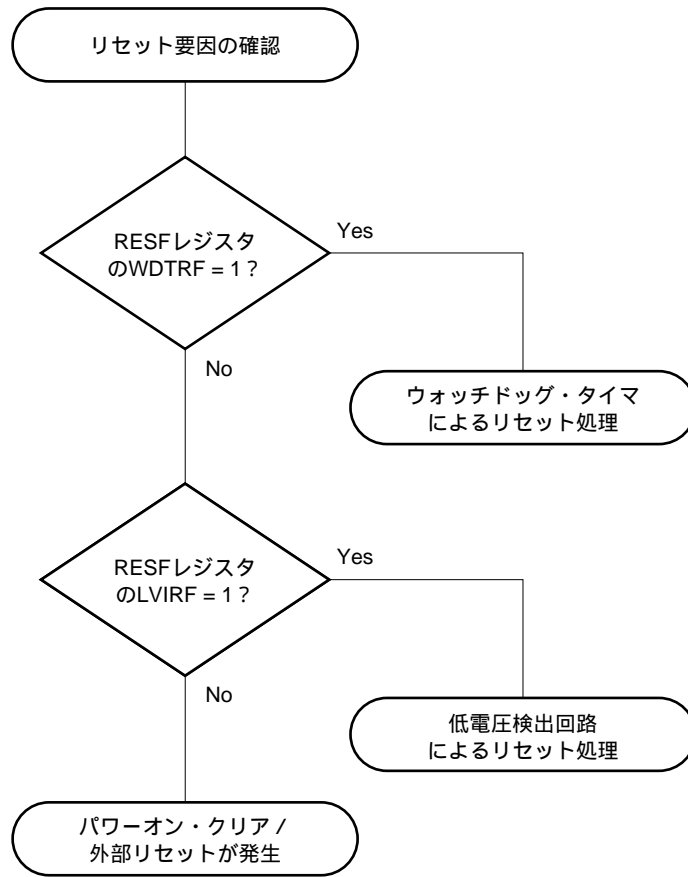 リセット要因の確認
RESFレジスタ
のWDTRF = 1？
Yes
No
ウォッチドッグ・タイマ
によるリセット処理
RESFレジスタ
のLVIRF = 1？
Yes
No
低電圧検出回路
によるリセット処理
パワーオン・クリア /
外部リセットが発生